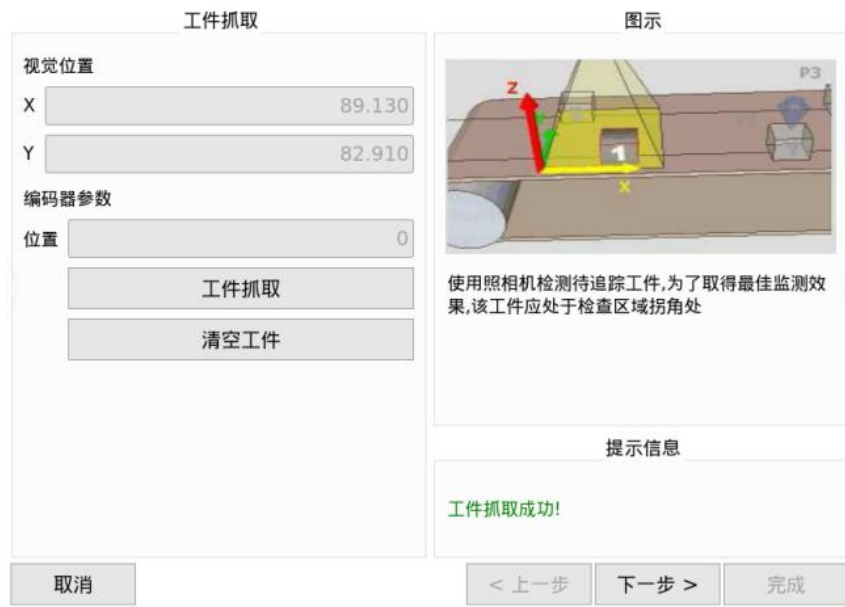 工件抓取
视觉位置
X 89.130
Y 82.910
编码器参数
位置 0
工件抓取
清空工件
图示
P3
Z
Y
1
X
使用照相机检测待追踪工件,为了取得最佳监测效
果,该工件应处于检查区域拐角处
提示信息
工件抓取成功!
取消
< 上一步
下一步 >
完成